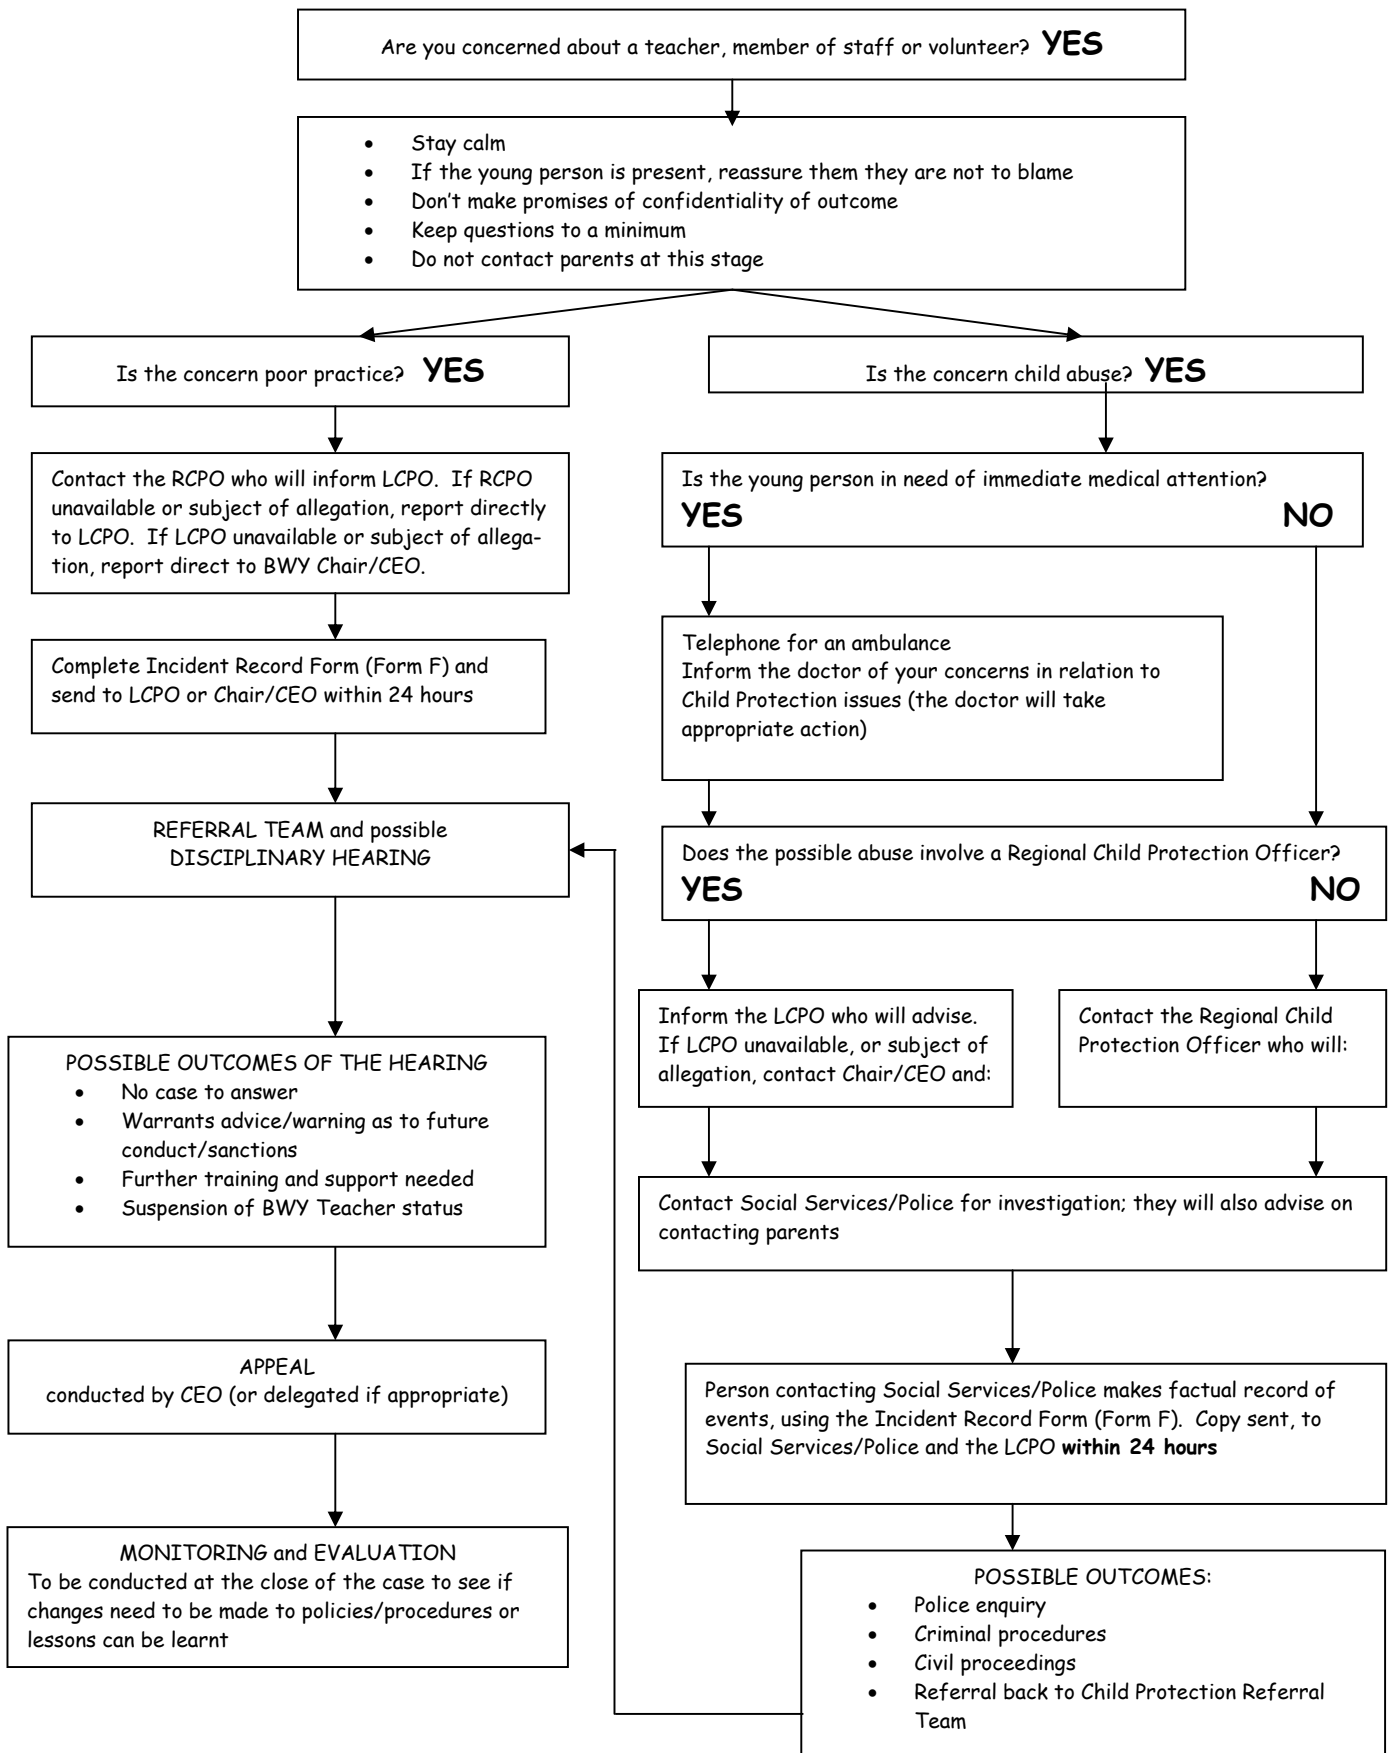 Are you concerned about a teacher, member of staff or volunteer? YES
• Stay calm
• If the young person is present, reassure them they are not to blame
• Don't make promises of confidentiality of outcome
• Keep questions to a minimum
• Do not contact parents at this stage
Is the concern poor practice? YES
Contact the RCPO who will inform LCPO. If RCPO
unavailable or subject of allegation, report directly
to LCPO. If LCPO unavailable or subject of allega-
tion, report direct to BWY Chair/CEO.
Complete Incident Record Form (Form F) and
send to LCPO or Chair/CEO within 24 hours
REFERRAL TEAM and possible
DISCIPLINARY HEARING
POSSIBLE OUTCOMES OF THE HEARING
• No case to answer
• Warrants advice/warning as to future
conduct/sanctions
• Further training and support needed
• Suspension of BWY Teacher status
APPEAL
conducted by CEO (or delegated if appropriate)
MONITORING and EVALUATION
To be conducted at the close of the case to see if
changes need to be made to policies/procedures or
lessons can be learnt
Is the concern child abuse? YES
Is the young person in need of immediate medical attention?
YES NO
Telephone for an ambulance
Inform the doctor of your concerns in relation to
Child Protection issues (the doctor will take
appropriate action)
Does the possible abuse involve a Regional Child Protection Officer?
YES NO
Inform the LCPO who will advise.
If LCPO unavailable, or subject of
allegation, contact Chair/CEO and:
Contact the Regional Child
Protection Officer who will:
Contact Social Services/Police for investigation; they will also advise on
contacting parents
Person contacting Social Services/Police makes factual record of
events, using the Incident Record Form (Form F). Copy sent, to
Social Services/Police and the LCPO within 24 hours
POSSIBLE OUTCOMES:
• Police enquiry
• Criminal procedures
• Civil proceedings
• Referral back to Child Protection Referral
Team